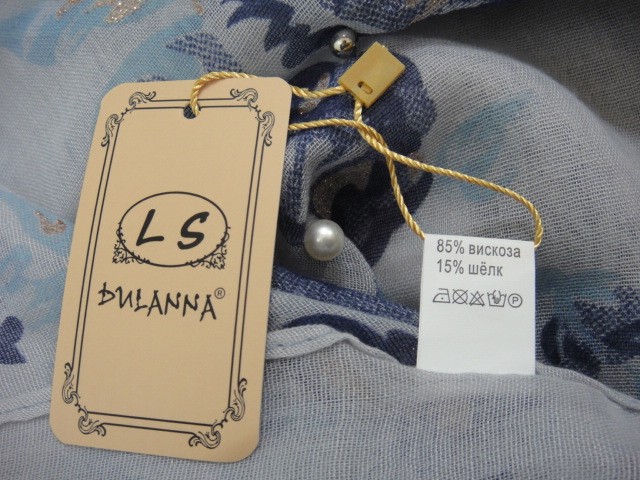 LS
DULANNA®
85% вискоза
15% шёлк